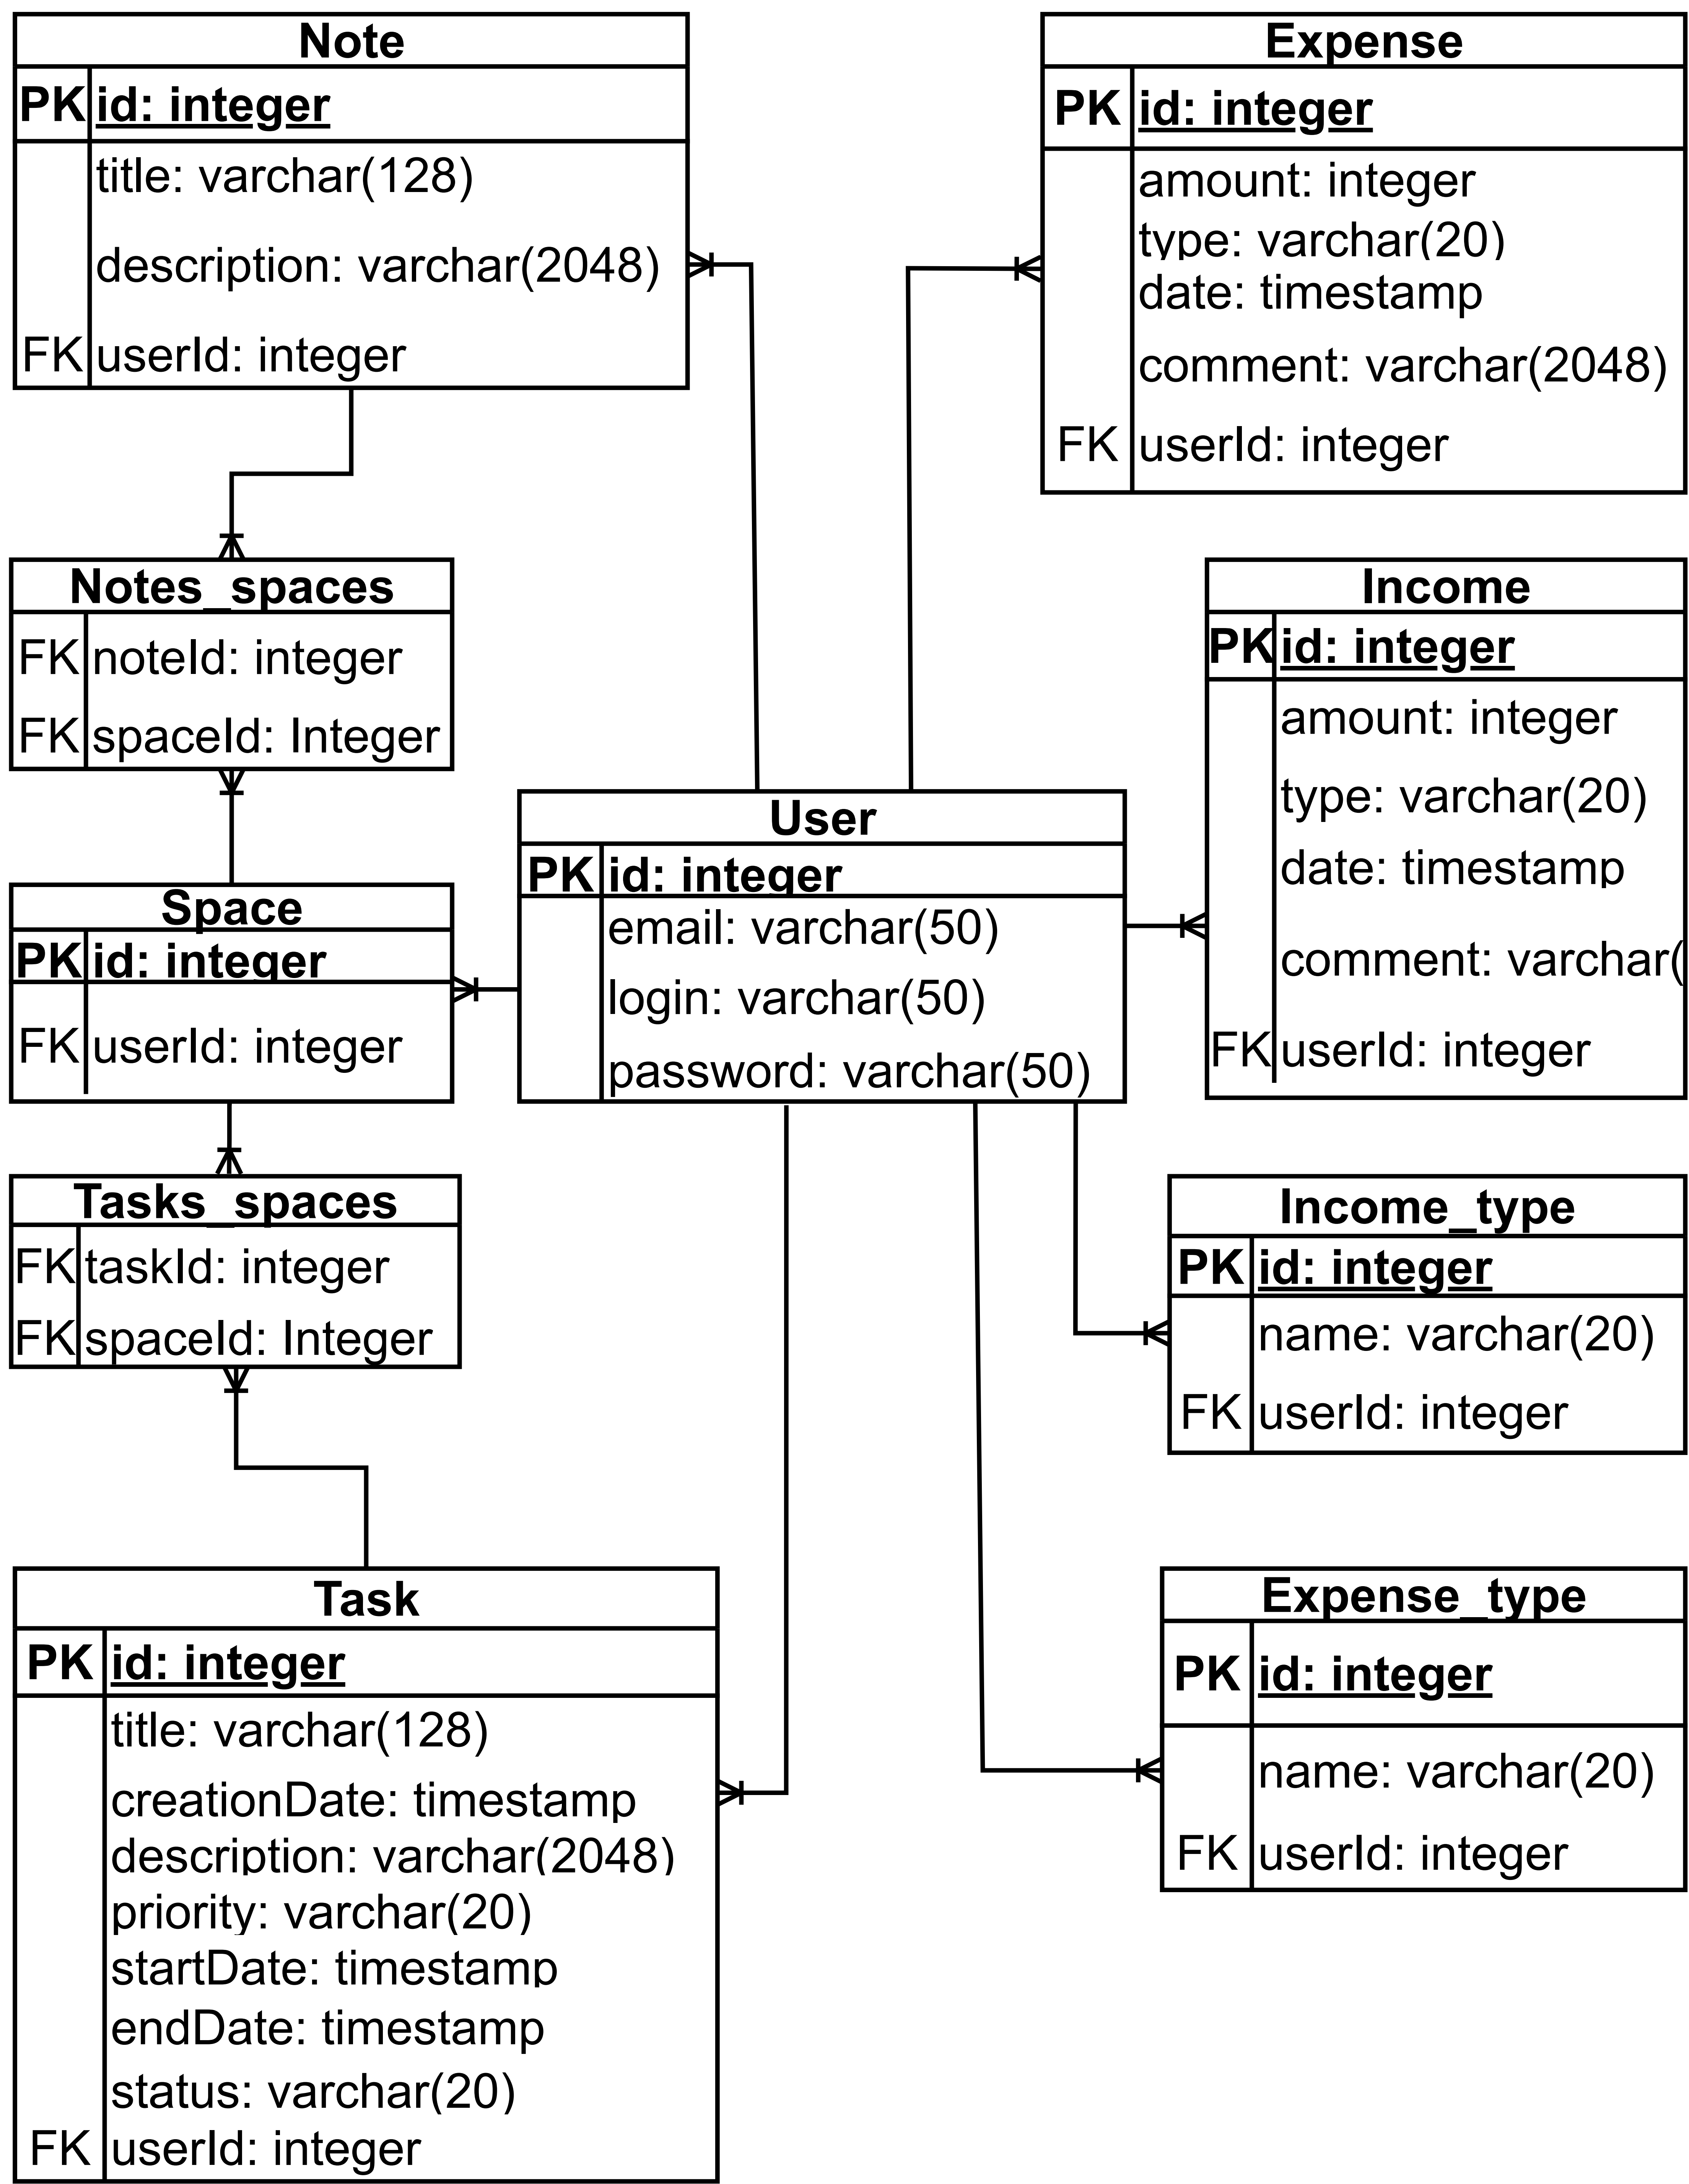 Note
PK id: integer
title: varchar(128)
description: varchar(2048)
FK userId: integer
Expense
PK id: integer
amount: integer
type: varchar(20)
date: timestamp
comment: varchar(2048)
FK userId: integer
Notes_spaces
FK noteId: integer
FK spaceId: Integer
Income
PK id: integer
amount: integer
type: varchar(20)
date: timestamp
comment: varchar(
FK userId: integer
User
PK id: integer
email: varchar(50)
login: varchar(50)
password: varchar(50)
Space
PK id: integer
FK userId: integer
Tasks_spaces
FK taskId: integer
FK spaceId: Integer
Income_type
PK id: integer
name: varchar(20)
FK userId: integer
Task
PK id: integer
title: varchar(128)
creationDate: timestamp
description: varchar(2048)
priority: varchar(20)
startDate: timestamp
endDate: timestamp
status: varchar(20)
FK userId: integer
Expense_type
PK id: integer
name: varchar(20)
FK userId: integer